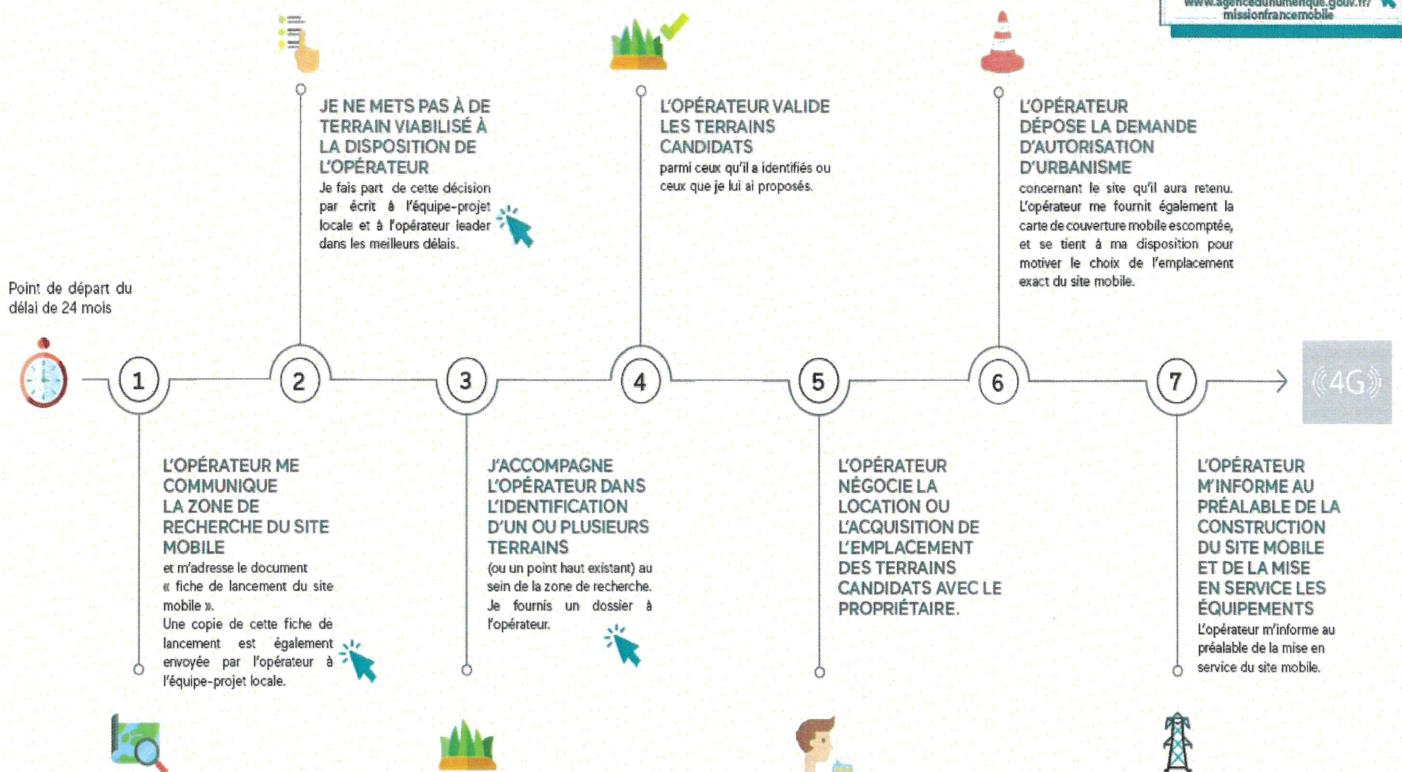 www.agencedunumerique.gouv.fr/
missionfrancemobile
JE NE METS PAS À DE
TERRAIN VIABILISÉ À
LA DISPOSITION DE
L'OPÉRATEUR
Je fais part de cette décision
par écrit à l'équipe-projet
locale et à l'opérateur leader
dans les meilleurs délais.
L'OPÉRATEUR VALIDE
LES TERRAINS
CANDIDATS
parmi ceux qu'il a identifiés ou
ceux que je lui ai proposés.
L'OPÉRATEUR
DÉPOSE LA DEMANDE
D'AUTORISATION
D'URBANISME
concernant le site qu'il aura retenu.
L'opérateur me fournit également la
carte de couverture mobile escomptée,
et se tient à ma disposition pour
motiver le choix de l'emplacement
exact du site mobile.
Point de départ du
délai de 24 mois
1
2
3
4
5
6
7
4G
L'OPÉRATEUR ME
COMMUNIQUE
LA ZONE DE
RECHERCHE DU SITE
MOBILE
et m'adresse le document
« fiche de lancement du site
mobile ».
Une copie de cette fiche de
lancement est également
envoyée par l'opérateur à
l'équipe-projet locale.
J'ACCOMPAGNE
L'OPÉRATEUR DANS
L'IDENTIFICATION
D'UN OU PLUSIEURS
TERRAINS
(ou un point haut existant) au
sein de la zone de recherche.
Je fournis un dossier à
l'opérateur.
L'OPÉRATEUR
NÉGOCIE LA
LOCATION OU
L'ACQUISITION DE
L'EMPLACEMENT
DES TERRAINS
CANDIDATS AVEC LE
PROPRIÉTAIRE.
L'OPÉRATEUR
M'INFORME AU
PRÉALABLE DE LA
CONSTRUCTION
DU SITE MOBILE
ET DE LA MISE
EN SERVICE LES
ÉQUIPEMENTS
L'opérateur m'informe au
préalable de la mise en
service du site mobile.